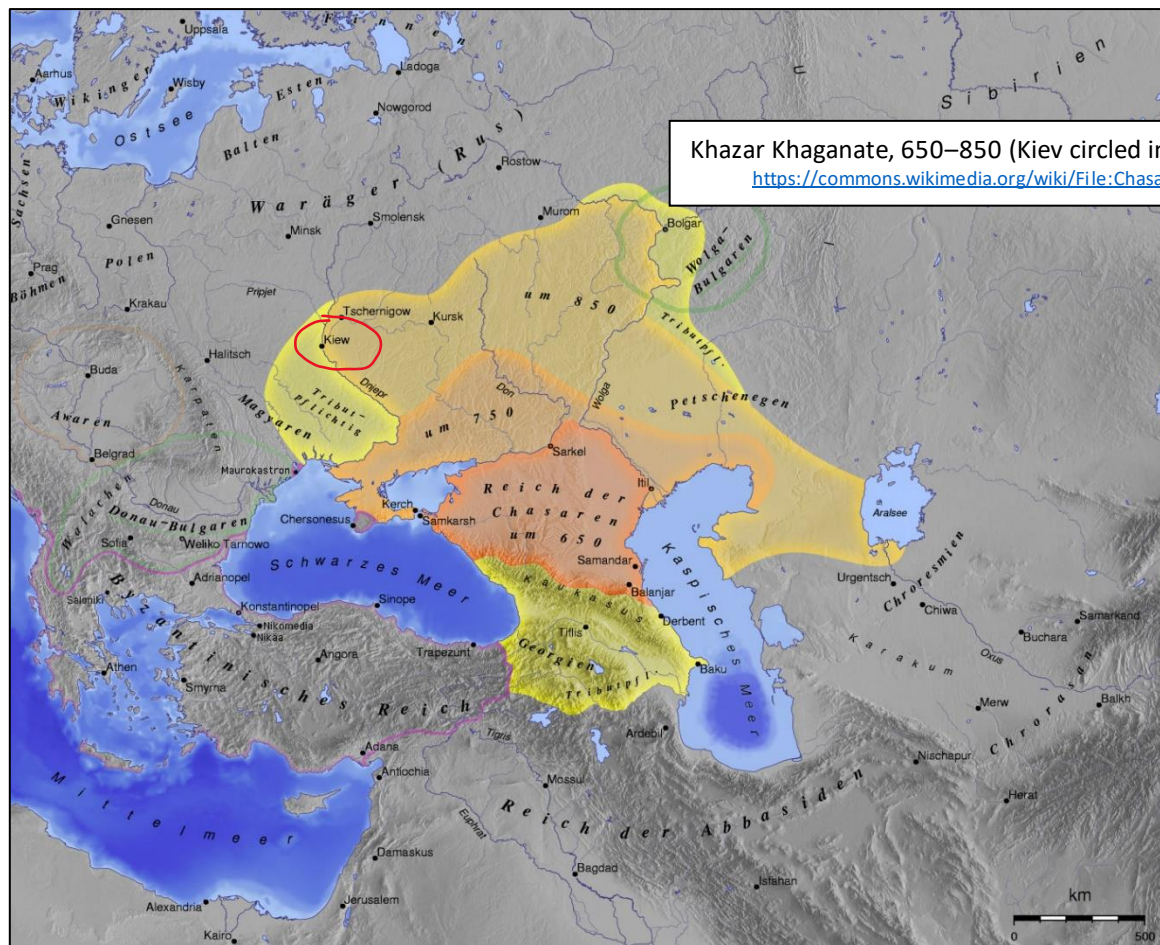 Uppsala
Finnen
Ladoga
Aarhus
Wikinger
Wisby
Esten
Nowgorod
Ostsee
Balten
Sibirien
U
Khazar Khaganate, 650–850 (Kiev circled in
https://commons.wikimedia.org/wiki/File:Chasa
Rostow
Waräger (Rus)
Sachsen
Gnesen
Smolensk
Murom
Minsk
Bolgar
Wolga-
Bulgaren
l
Polen
Prag
Böhmen
Krakau
Pripjet
um 850
Tschernigow
Kursk
Kiew
Tributpfl.
Halitsch
Buda
Karpaten
Dnjepr
Don
Wolga
Petschenegen
Tribut-
pflichtig
Magyaren
um 750
Awaren
Belgrad
Sarkel
Maurokastron
Itil
Reich der
Chasaren
um 650
Walachen
Donau
Donau-Bulgaren
Kerch
Samkarsh
Chersonesus
Aralsee
Sofia
Weliko Tarnowo
Schwarzes Meer
Samandar
Kaspisches Meer
Adrianopel
Kaukasus
Balanjar
Urgentsch
Choresmien
Saloniki
Byzantinisches Reich
Konstantinopel
Sinope
Derbent
Chiwa
Samarkand
Nikomedia
Nikäa
Tiflis
Buchara
Karakum
Oxus
Angora
Trapezunt
Georgien
Athen
Smyrna
Tributpfl.
Baku
Merw
Balkh
Chrorasan
Ardebil
Tigris
Adana
Nischapur
Antiochia
Mossul
Herat
Mittelmeer
Euphrat
Reich der Abbasiden
Damaskus
Bagdad
Isfahan
km
Alexandria
Jerusalem
Kairo
0 500